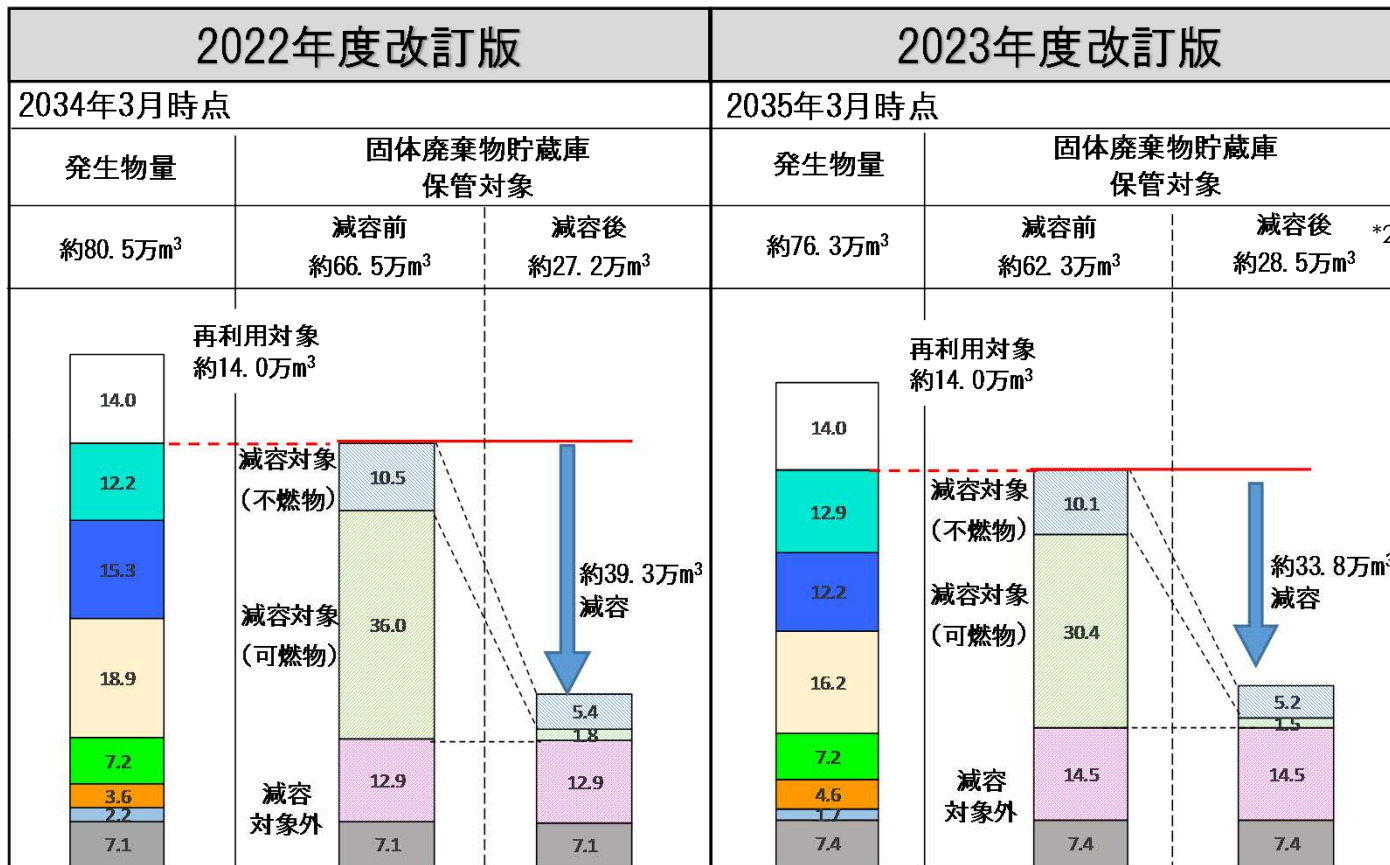 2022年度改訂版
2034年3月時点
発生物量
固体廃棄物貯蔵庫
保管対象
約80.5万m³
減容前
約66.5万m³
減容後
約27.2万m³
再利用対象
約14.0万m³
14.0
12.2
15.3
18.9
7.2
3.6
2.2
7.1
減容対象
(不燃物)
減容対象
(可燃物)
減容
対象外
10.5
36.0
12.9
7.1
約39.3万m³
減容
5.4
1.8
12.9
7.1
2023年度改訂版
2035年3月時点
発生物量
固体廃棄物貯蔵庫
保管対象
約76.3万m³
減容前
約62.3万m³
減容後
約28.5万m³
*2
再利用対象
約14.0万m³
14.0
12.9
12.2
16.2
7.2
4.6
1.7
7.4
減容対象
(不燃物)
減容対象
(可燃物)
減容
対象外
10.1
30.4
14.5
7.4
約33.8万m³
減容
5.2
1.5
14.5
7.4